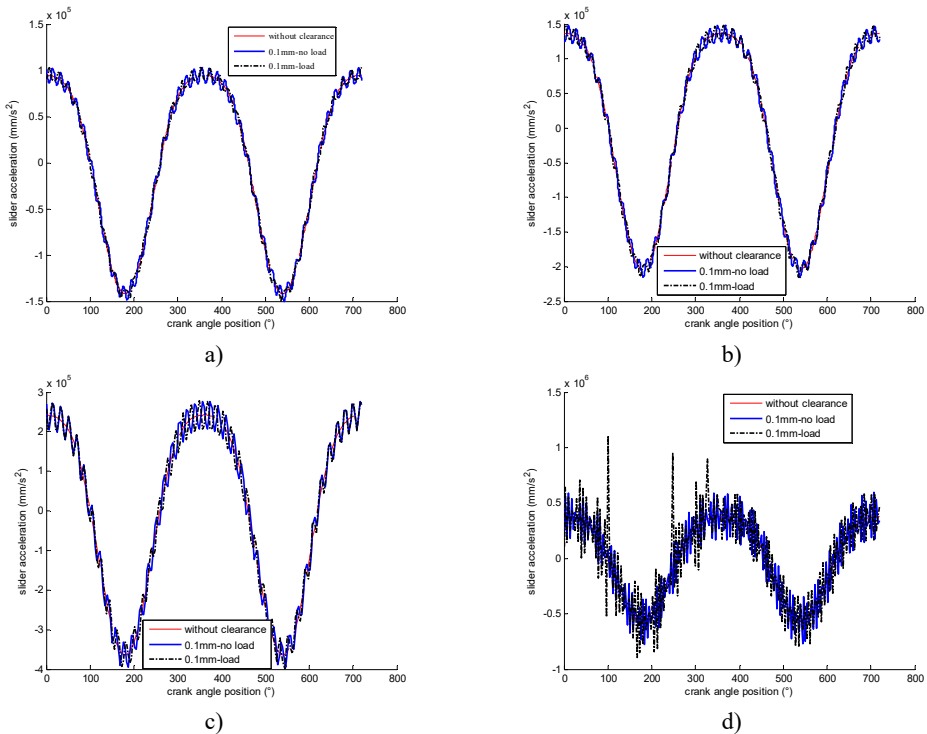 x 10^5
1.5
1
0.5
0
-0.5
-1
-1.5
slider acceleration (mm/s²)
0 100 200 300 400 500 600 700 800
crank angle position (°)
without clearance
0.1mm-no load
0.1mm-load
a)
x 10^5
1.5
1
0.5
0
-0.5
-1
-1.5
-2
-2.5
slider acceleration (mm/s²)
0 100 200 300 400 500 600 700 800
crank angle position (°)
without clearance
0.1mm-no load
0.1mm-load
b)
x 10^5
3
2
1
0
-1
-2
-3
-4
slider acceleration (mm/s²)
0 100 200 300 400 500 600 700 800
crank angle position (°)
without clearance
0.1mm-no load
0.1mm-load
c)
x 10^6
1.5
1
0.5
0
-0.5
-1
slider acceleration (mm/s²)
0 100 200 300 400 500 600 700 800
crank angle position (°)
without clearance
0.1mm-no load
0.1mm-load
d)